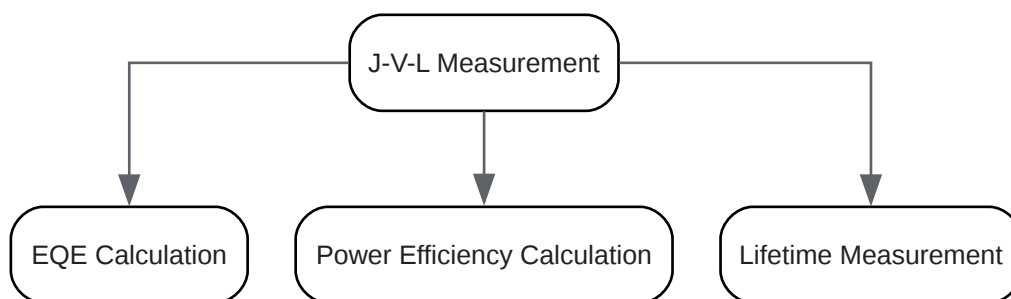 J-V-L Measurement
EQE Calculation
Power Efficiency Calculation
Lifetime Measurement